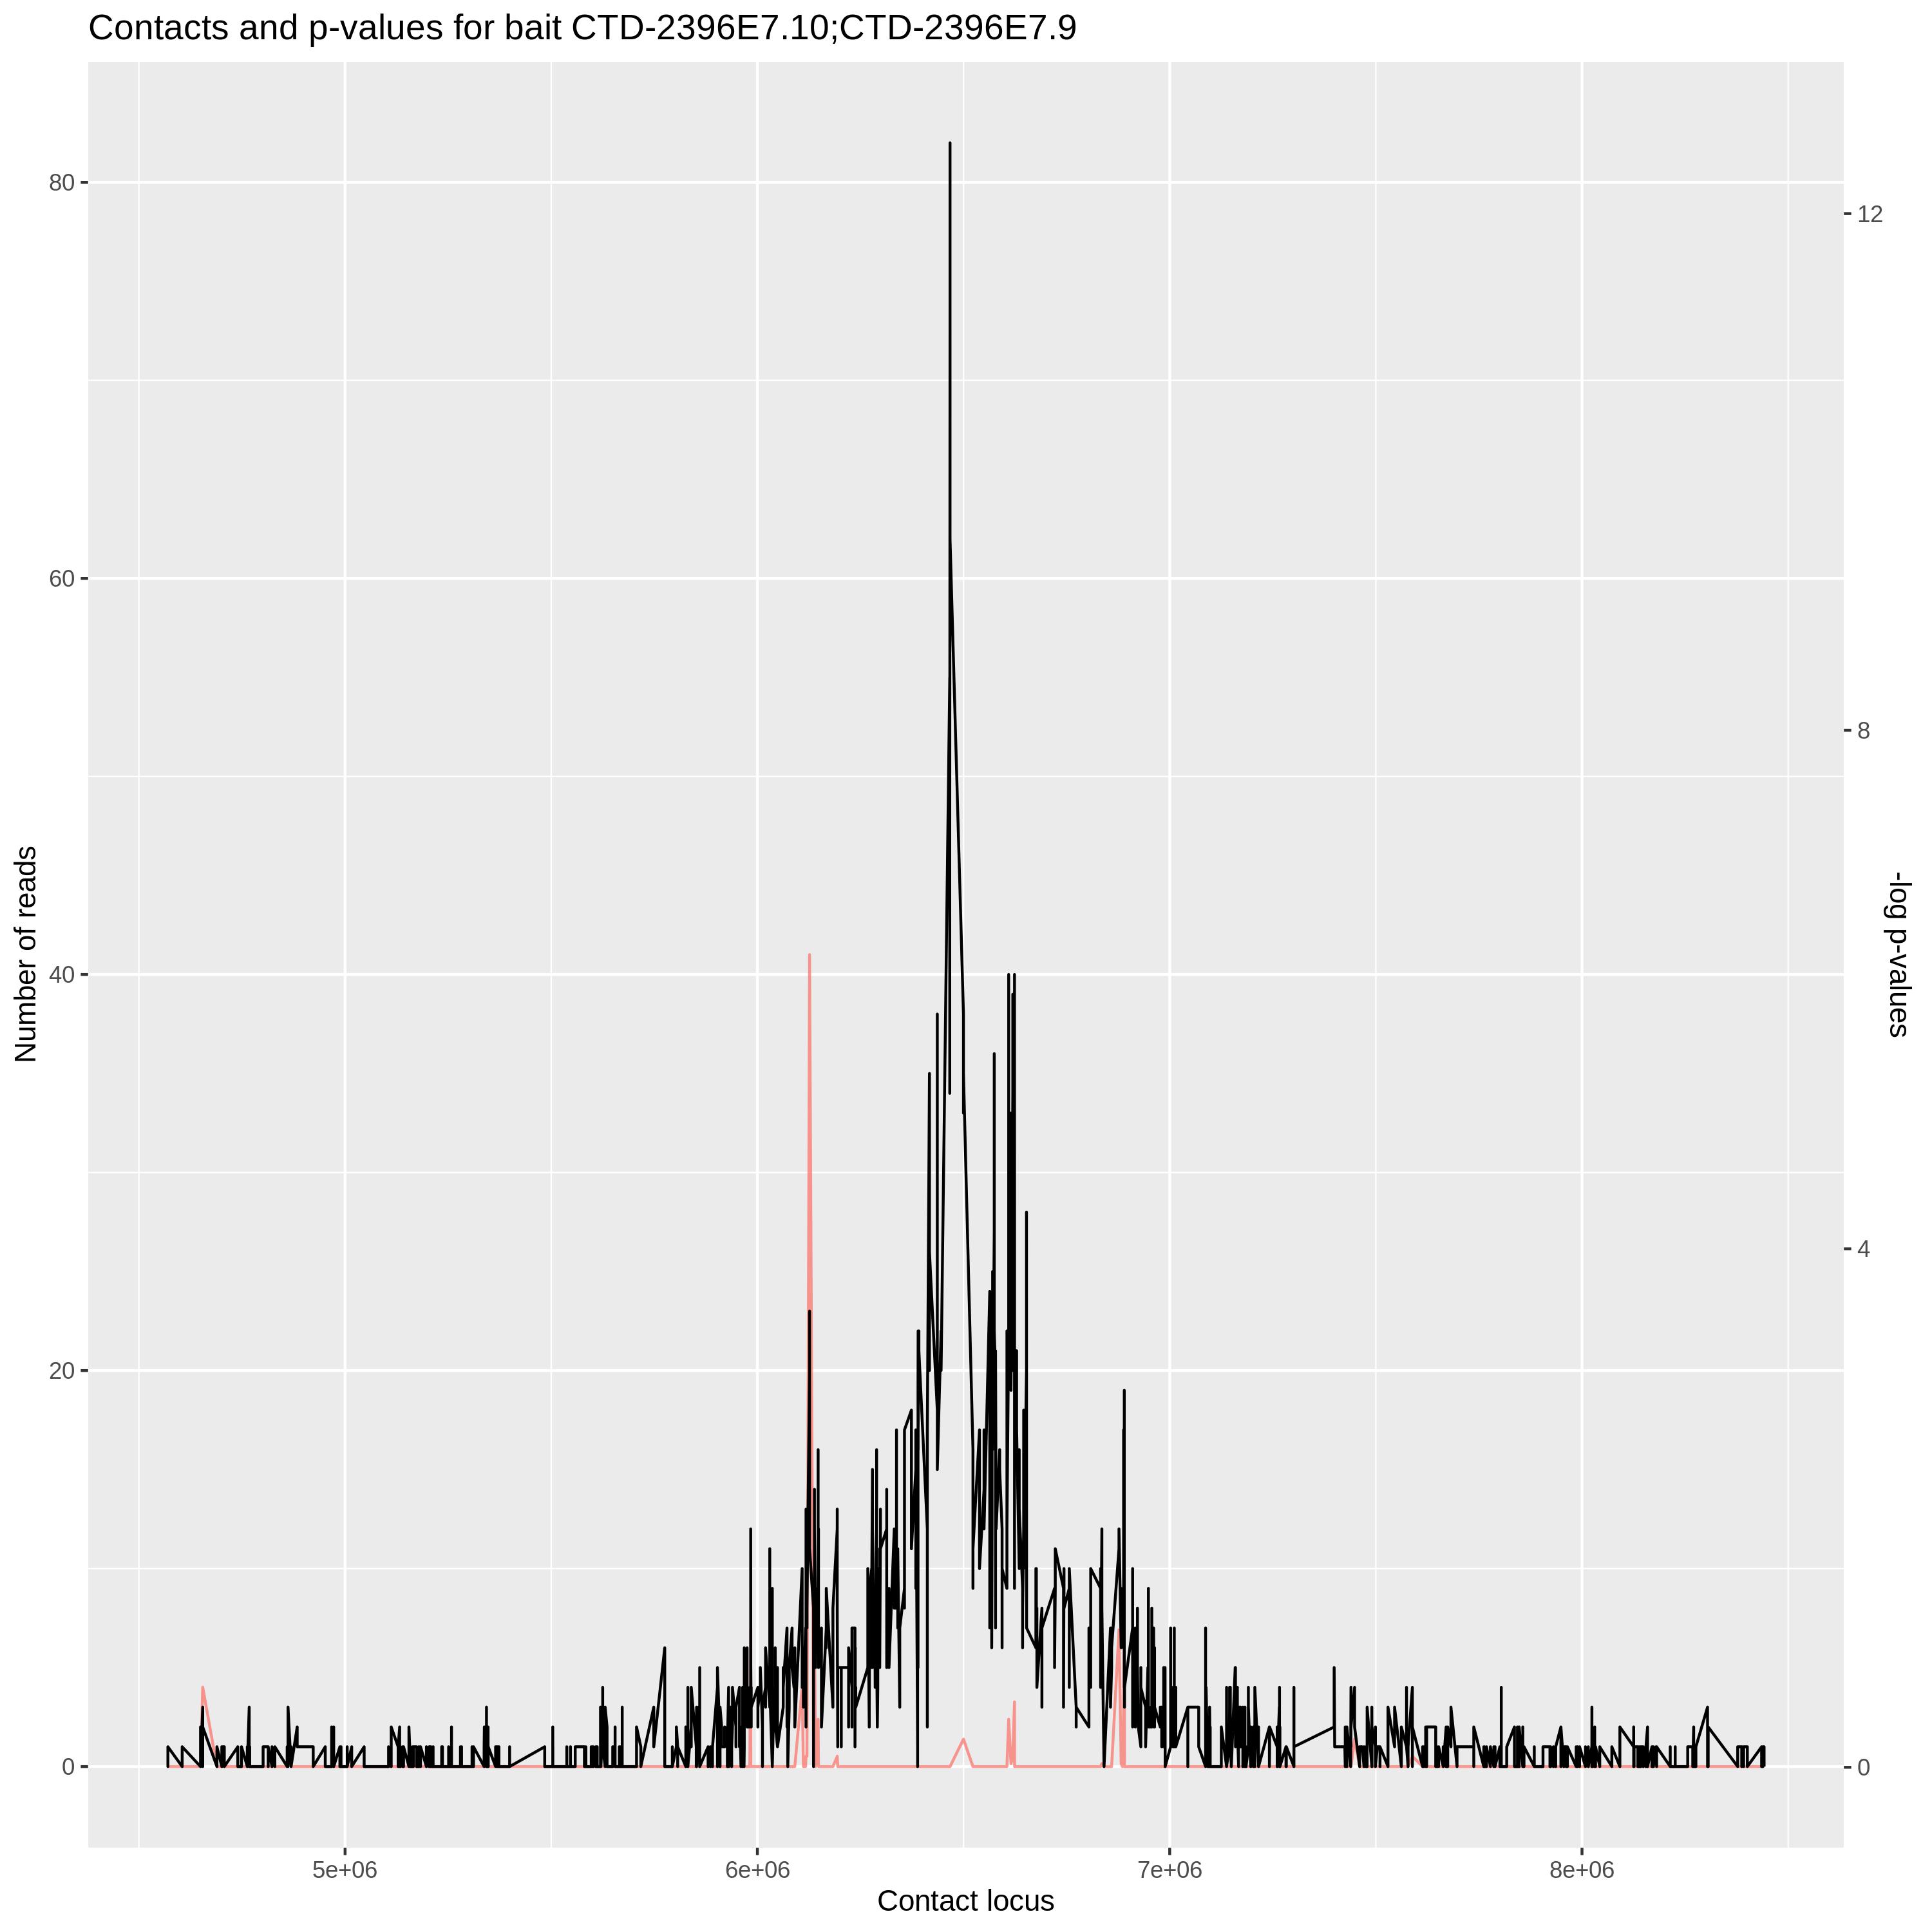 Contacts and p-values for bait CTD-2396E7.10;CTD-2396E7.9
80
60
40
20
0
Number of reads
12
8
4
0
-log p-values
5e+06
6e+06
7e+06
8e+06
Contact locus